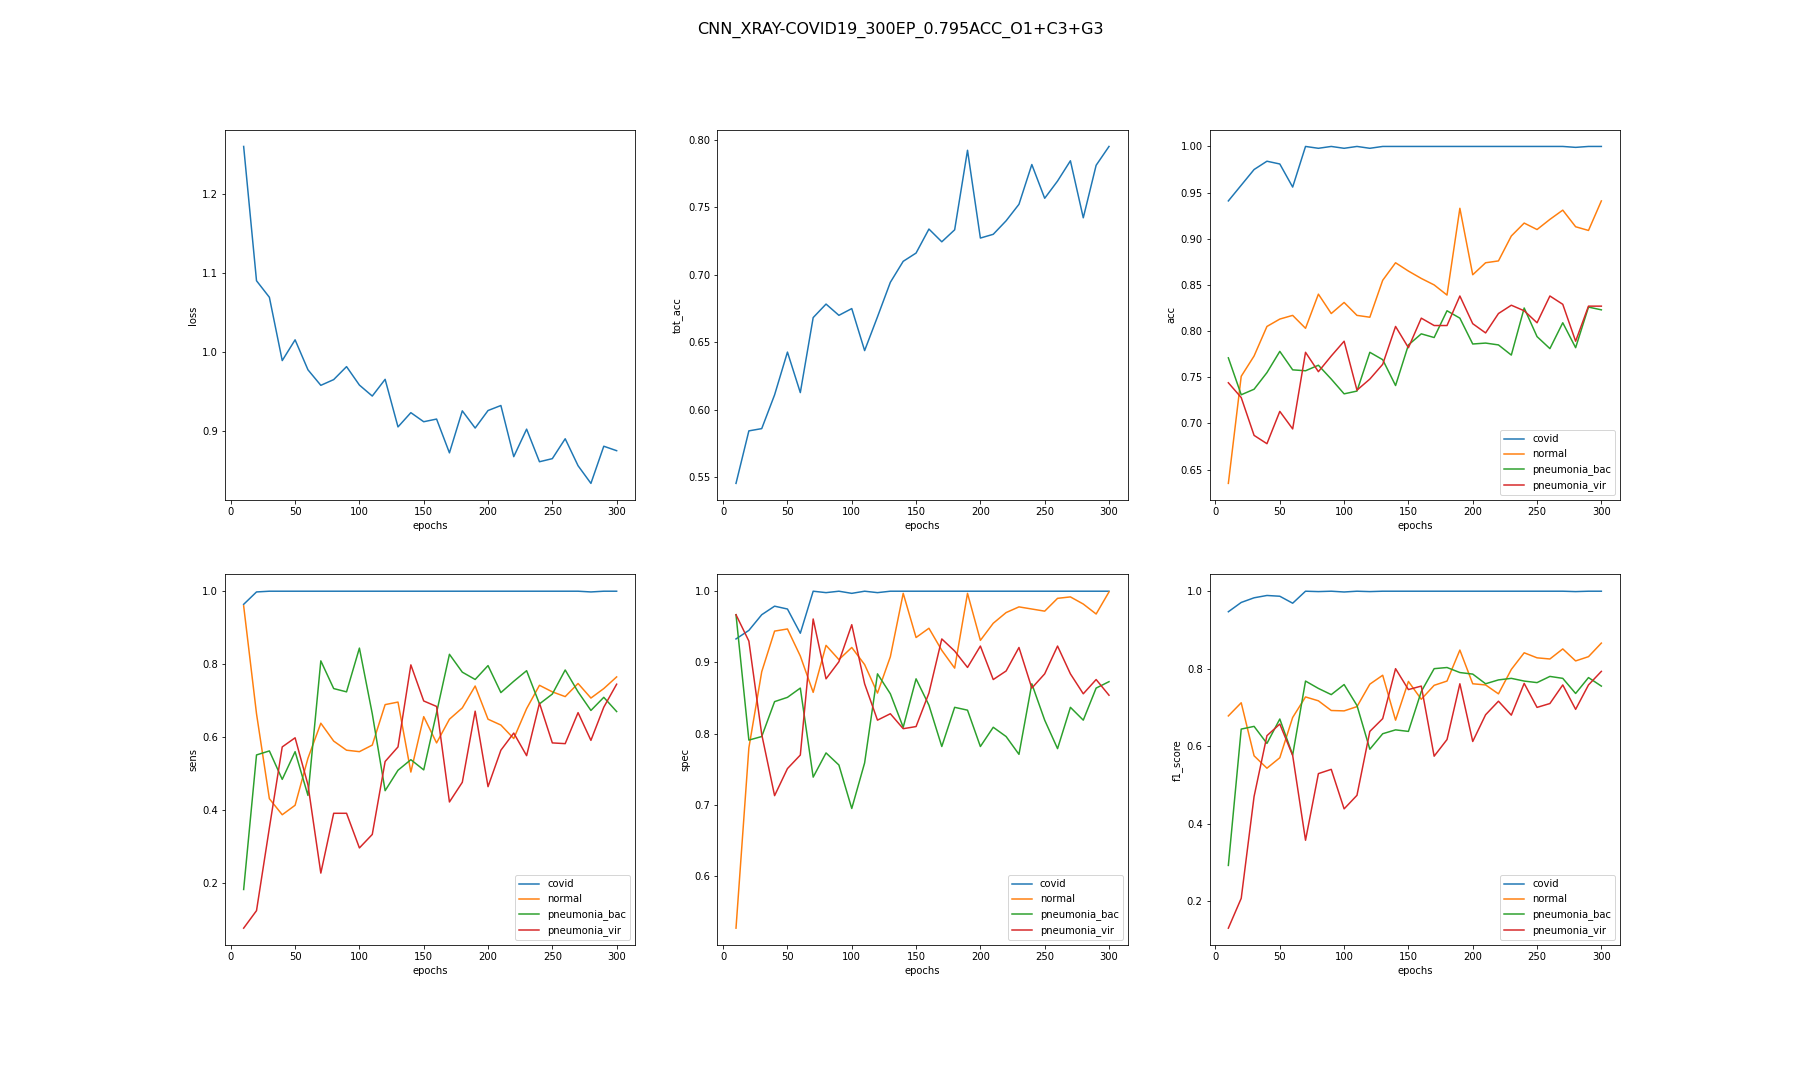 CNN_XRAY-COVID19_300EP_0.795ACC_O1+C3+G3
1.2
1.1
1.0
0.9
loss
0 50 100 150 200 250 300
epochs
0.80
0.75
0.70
0.65
0.60
0.55
tot_acc
0 50 100 150 200 250 300
epochs
1.00
0.95
0.90
0.85
0.80
0.75
0.70
0.65
acc
covid
normal
pneumonia_bac
pneumonia_vir
0 50 100 150 200 250 300
epochs
1.0
0.8
0.6
0.4
0.2
sens
covid
normal
pneumonia_bac
pneumonia_vir
0 50 100 150 200 250 300
epochs
1.0
0.9
0.8
0.7
0.6
spec
covid
normal
pneumonia_bac
pneumonia_vir
0 50 100 150 200 250 300
epochs
1.0
0.8
0.6
0.4
0.2
f1_score
covid
normal
pneumonia_bac
pneumonia_vir
0 50 100 150 200 250 300
epochs